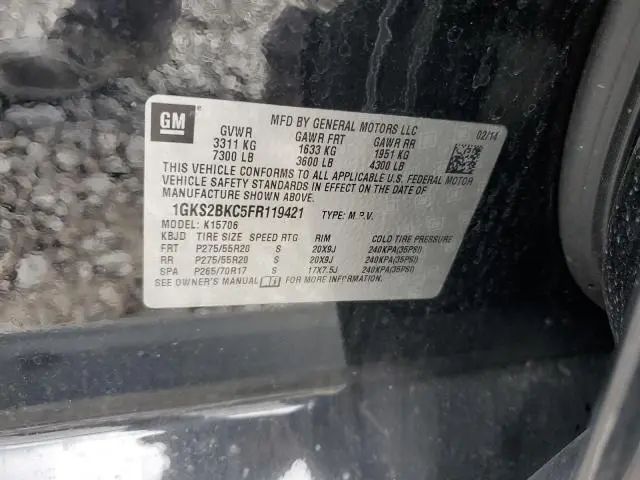 GM
MFD BY GENERAL MOTORS LLC 02/14
GVWR GAWR FRT GAWR RR
3311 KG 1633 KG 1951 KG
7300 LB 3600 LB 4300 LB
THIS VEHICLE CONFORMS TO ALL APPLICABLE U.S. FEDERAL MOTOR
VEHICLE SAFETY STANDARDS IN EFFECT ON THE DATE OF
MANUFACTURE SHOWN ABOVE.
1GKS2BKC5FR119421 TYPE: M.P.V.
MODEL: K15706
KBJD TIRE SIZE SPEED RTG RIM COLD TIRE PRESSURE
FRT P275/55R20 S 20X9J 240KPA(35PSI)
RR P275/55R20 S 20X9J 240KPA(35PSI)
SPA P265/70R17 S 17X7.5J 240KPA(35PSI)
SEE OWNER'S MANUAL FOR MORE INFORMATION.